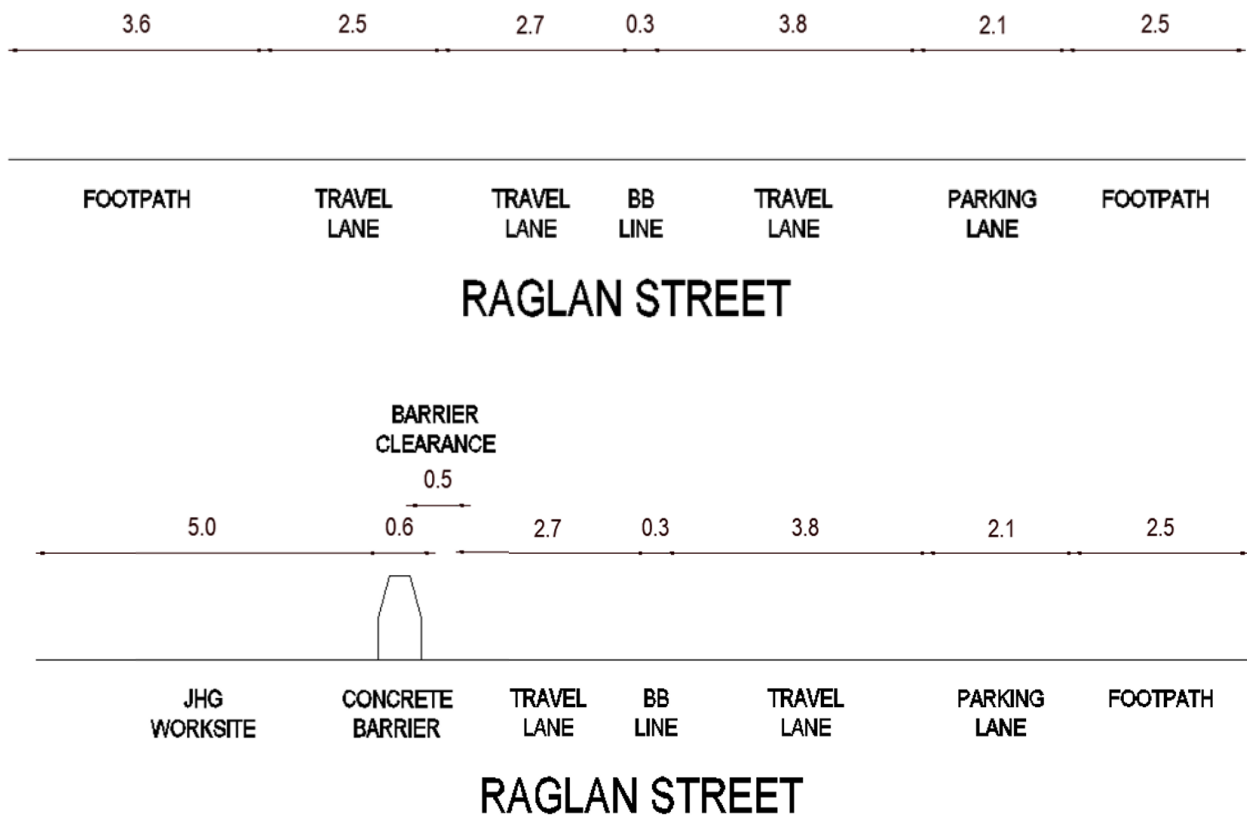 3.6 2.5 2.7 0.3 3.8 2.1 2.5
FOOTPATH TRAVEL TRAVEL BB TRAVEL PARKING FOOTPATH
LANE LANE LINE LANE LANE
RAGLAN STREET
BARRIER
CLEARANCE
0.5
5.0 0.6 2.7 0.3 3.8 2.1 2.5
JHG CONCRETE TRAVEL BB TRAVEL PARKING FOOTPATH
WORKSITE BARRIER LANE LINE LANE LANE
RAGLAN STREET